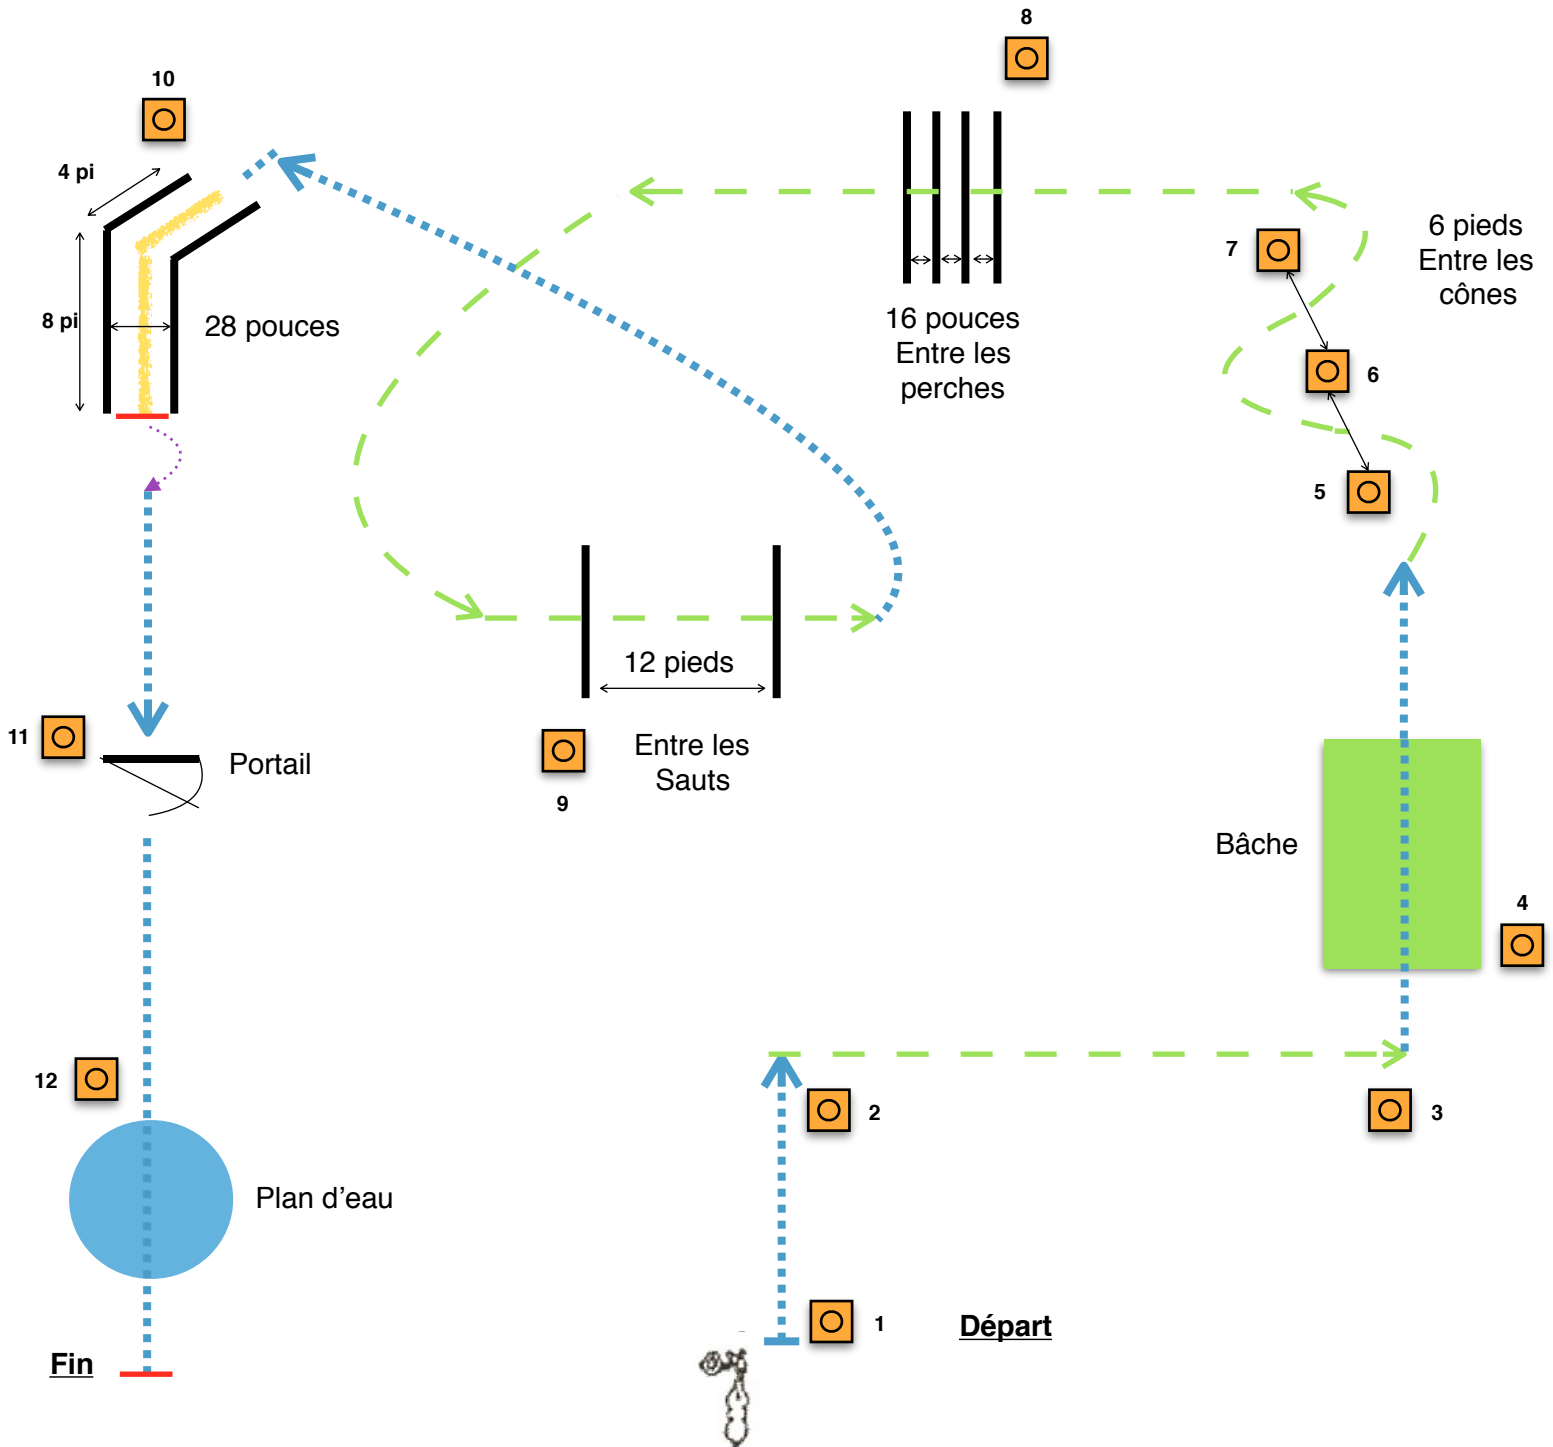 8
10
4 pi
6 pieds
Entre les
cônes
7
8 pi
28 pouces
16 pouces
Entre les
perches
6
5
12 pieds
11
Portail
Entre les
Sauts
9
Bâche
4
12
2
3
Plan d'eau
1
Départ
Fin